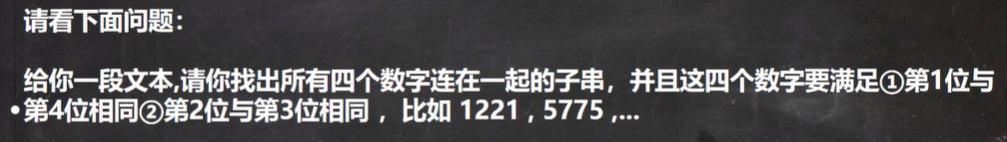 请看下面问题：
给你一段文本,请你找出所有四个数字连在一起的子串，并且这四个数字要满足①第1位与
•第4位相同②第2位与第3位相同 ，比如 1221 , 5775 ,...